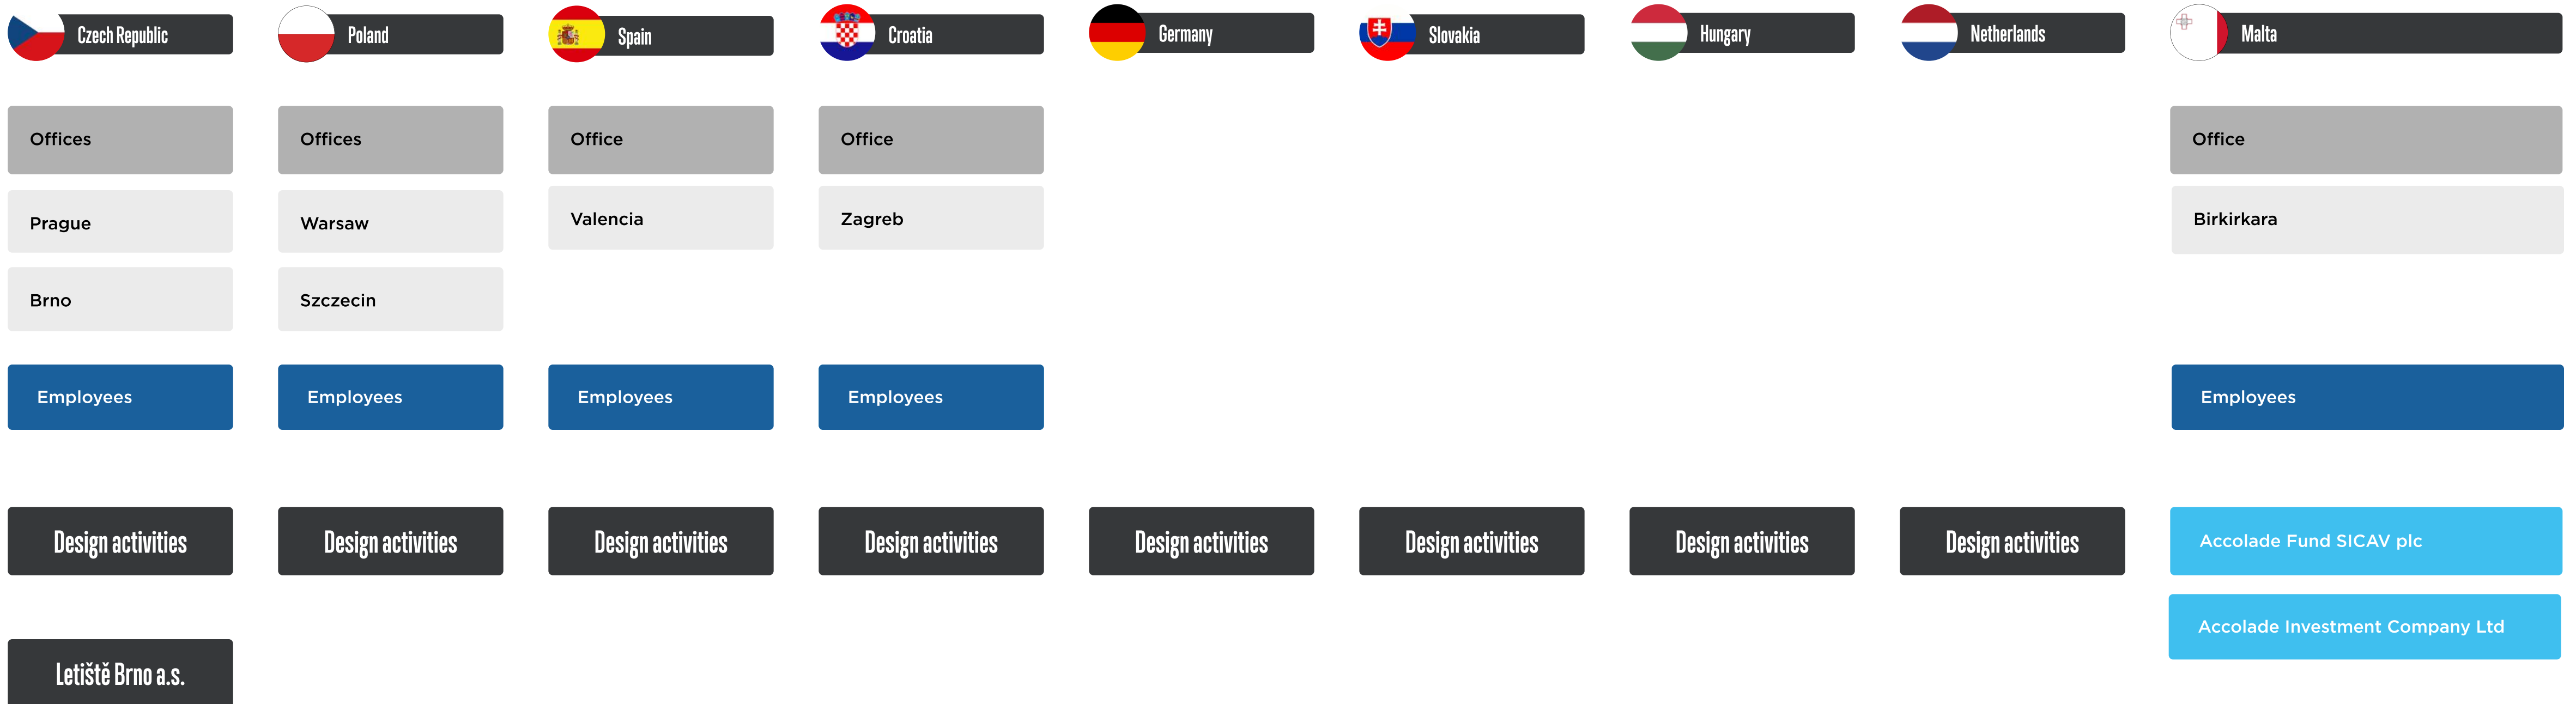 Czech Republic
Poland
Spain
Croatia
Germany
Slovakia
Hungary
Netherlands
Malta
Offices
Offices
Office
Office
Office
Prague
Warsaw
Valencia
Zagreb
Birkirkara
Brno
Szczecin
Employees
Employees
Employees
Employees
Employees
Design activities
Design activities
Design activities
Design activities
Design activities
Design activities
Design activities
Design activities
Accolade Fund SICAV plc
Accolade Investment Company Ltd
Letiště Brno a.s.